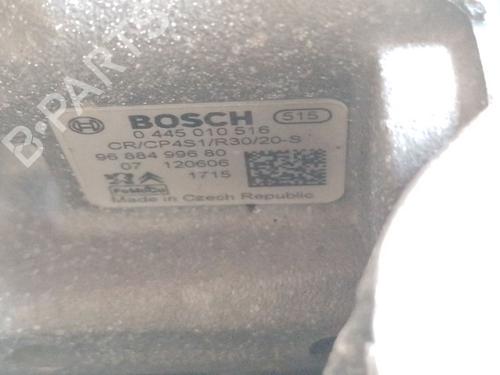 B-PARTS
BOSCH 515
0 445 010 516
CR/CP4S1/R30/20-S
96 884 996 80
07 120606
1715
FoMoCo
Made in Czech Republic